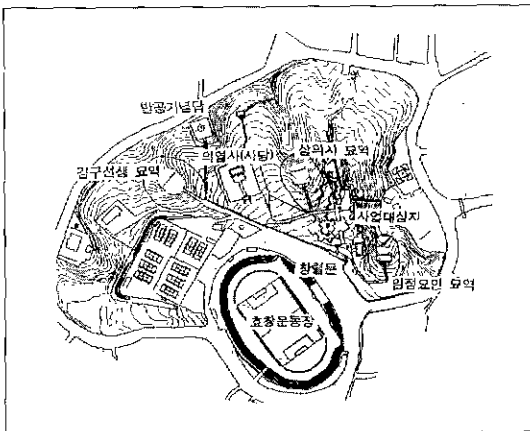 반공기념탑
의열사(사당)
삼의사 묘역
김구선생 묘역
사업대상지
창열문
임정요인 묘역
효창운동장